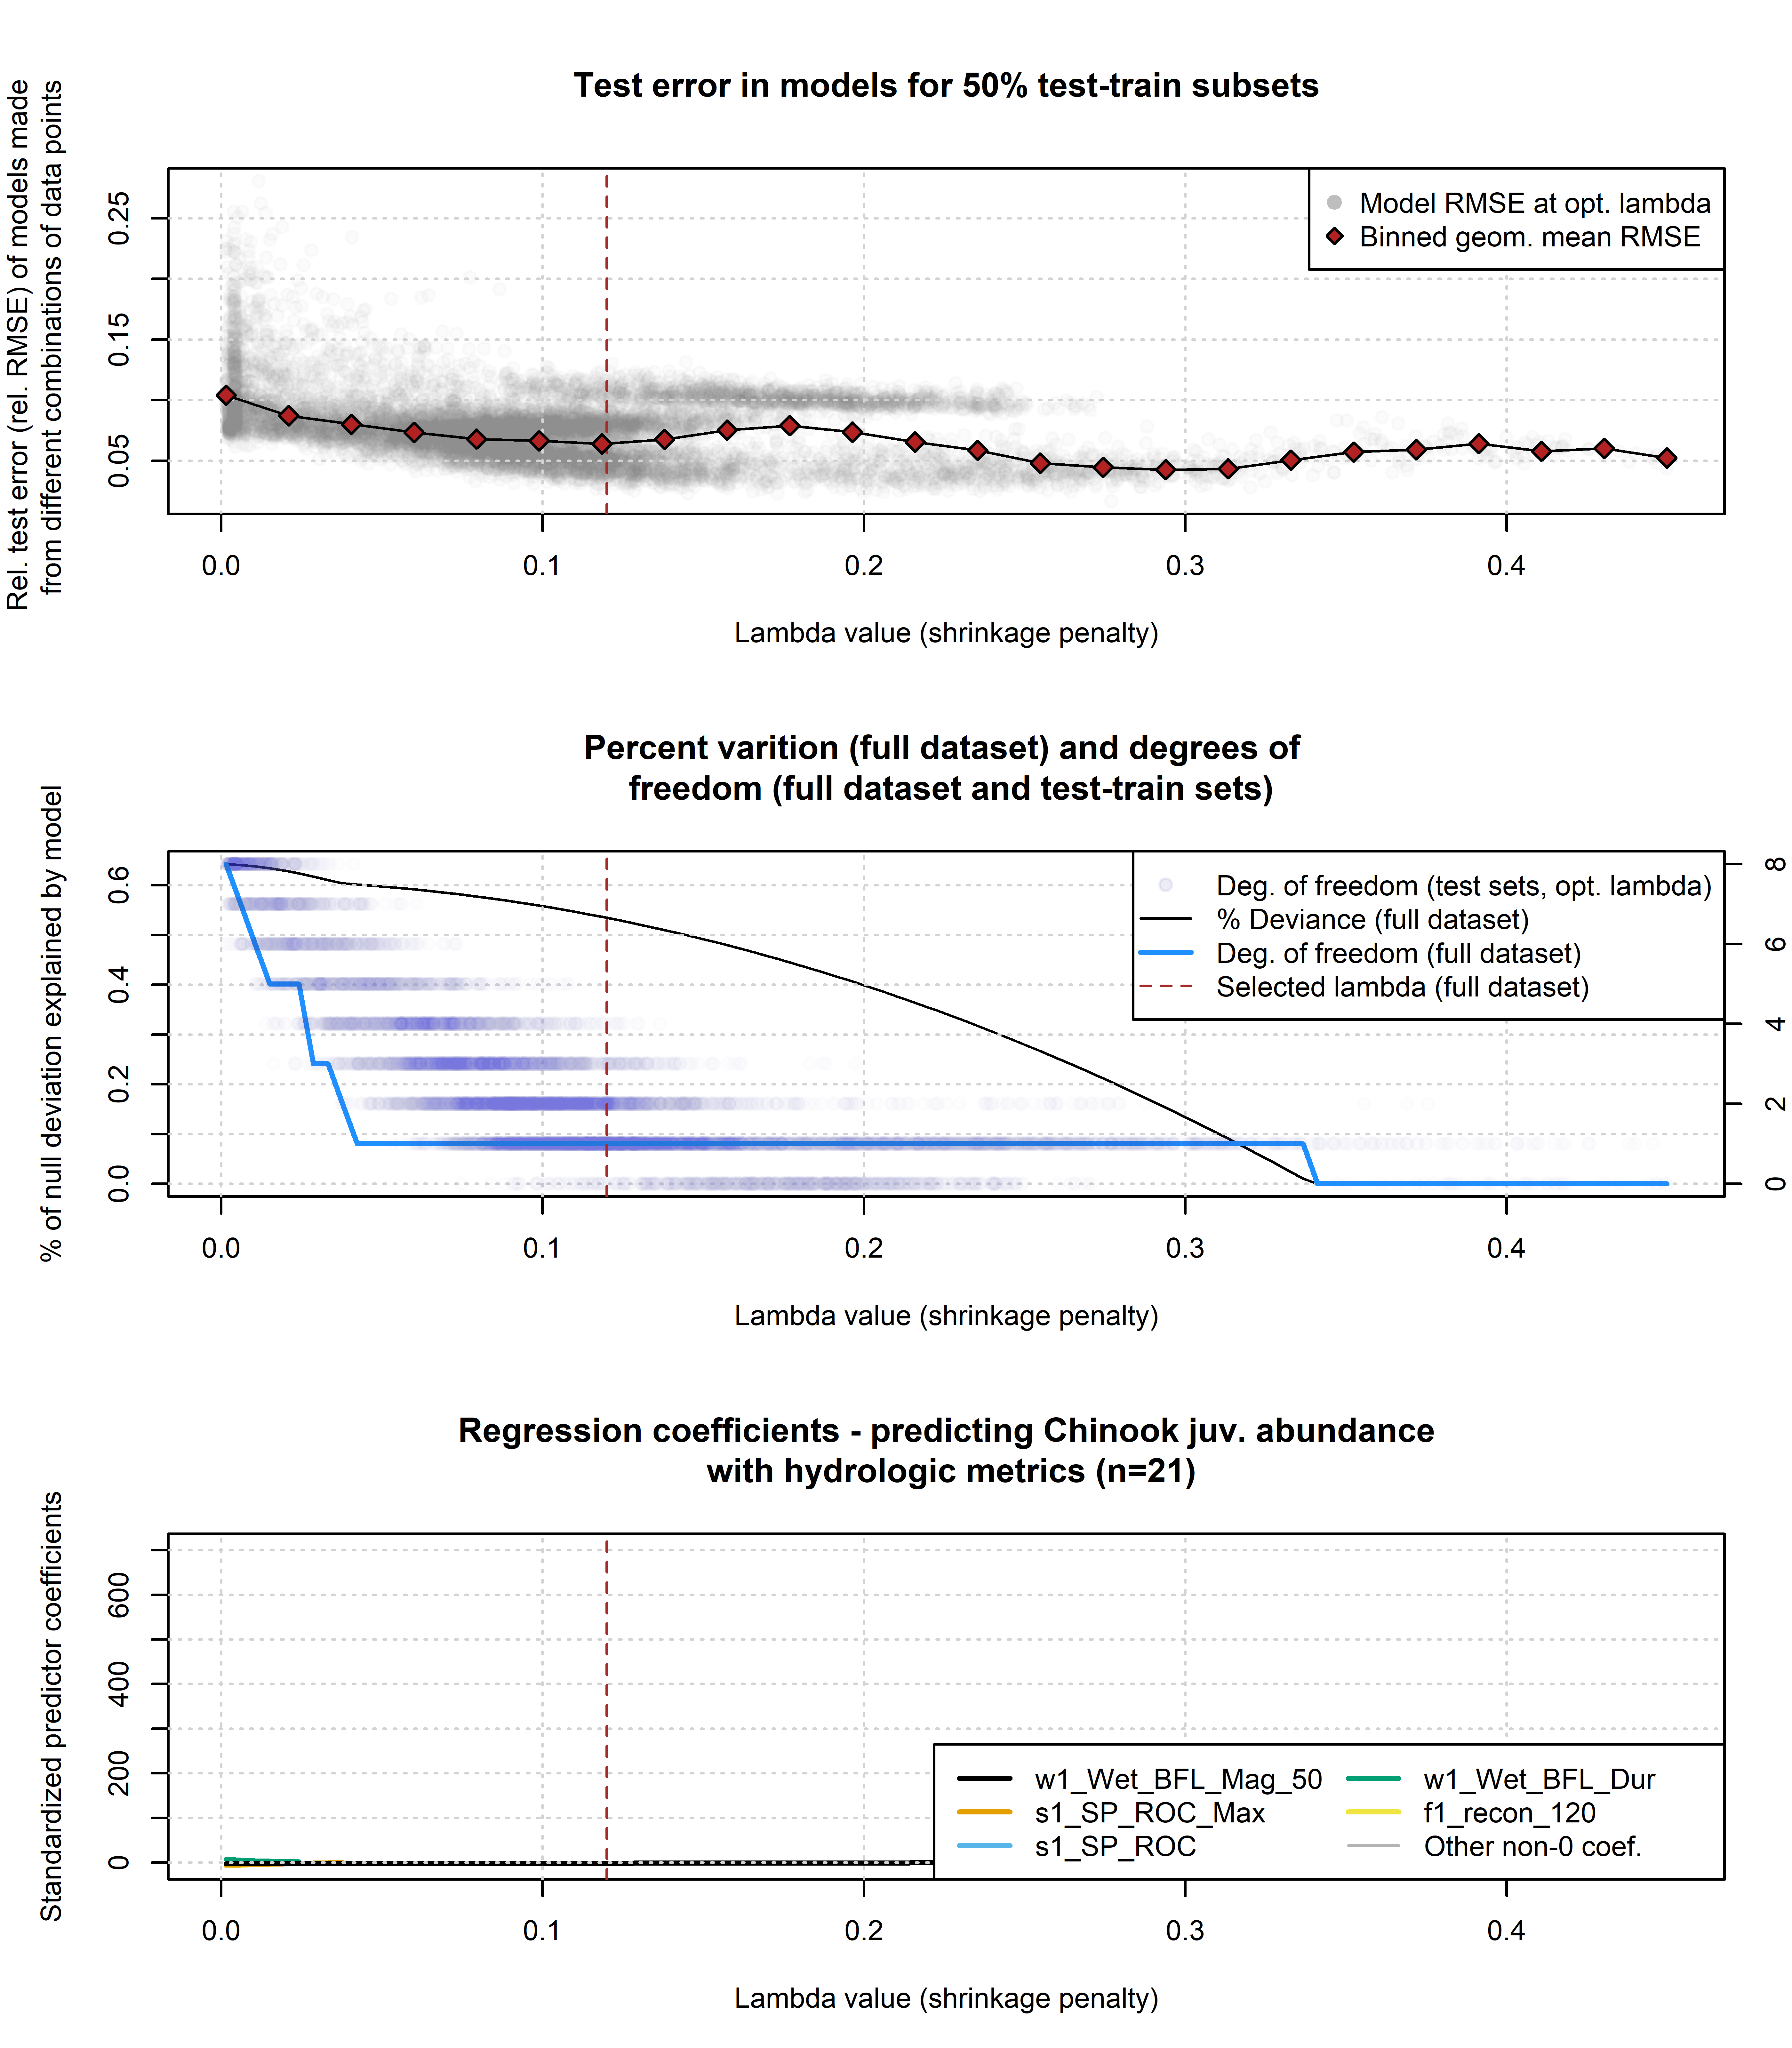 Test error in models for 50% test-train subsets
Rel. test error (rel. RMSE) of models made
from different combinations of data points
0.25
0.15
0.05
Model RMSE at opt. lambda
Binned geom. mean RMSE
0.0 0.1 0.2 0.3 0.4
Lambda value (shrinkage penalty)
Percent varition (full dataset) and degrees of
freedom (full dataset and test-train sets)
% of null deviation explained by model
0.6
0.4
0.2
0.0
8
6
4
2
0
Deg. of freedom (test sets, opt. lambda)
% Deviance (full dataset)
Deg. of freedom (full dataset)
Selected lambda (full dataset)
0.0 0.1 0.2 0.3 0.4
Lambda value (shrinkage penalty)
Regression coefficients - predicting Chinook juv. abundance
with hydrologic metrics (n=21)
Standardized predictor coefficients
600
400
200
0
w1_Wet_BFL_Mag_50 w1_Wet_BFL_Dur
s1_SP_ROC_Max f1_recon_120
s1_SP_ROC Other non-0 coef.
0.0 0.1 0.2 0.3 0.4
Lambda value (shrinkage penalty)